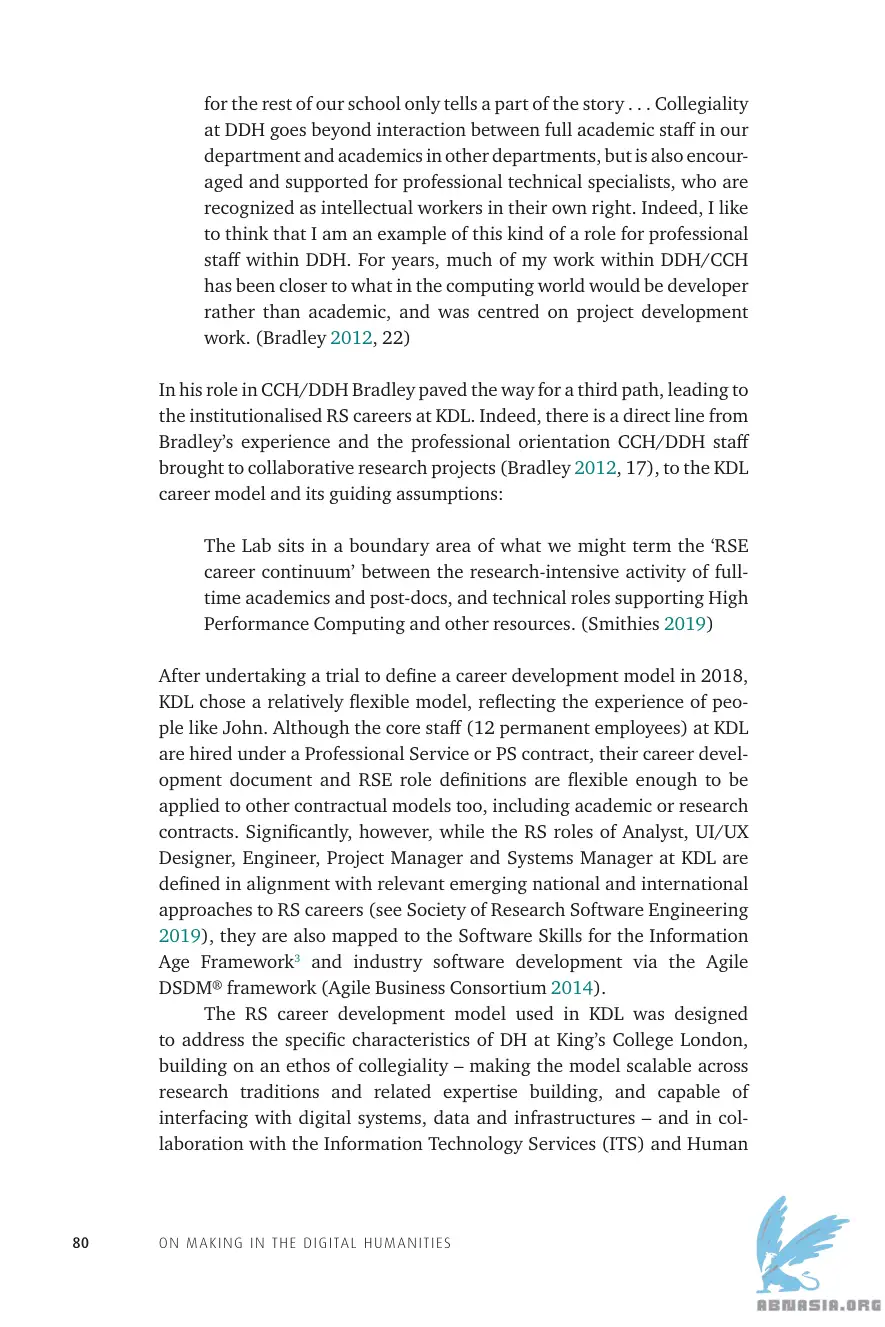 for the rest of our school only tells a part of the story . . . Collegiality
at DDH goes beyond interaction between full academic staff in our
department and academics in other departments, but is also encour-
aged and supported for professional technical specialists, who are
recognized as intellectual workers in their own right. Indeed, I like
to think that I am an example of this kind of a role for professional
staff within DDH. For years, much of my work within DDH/CCH
has been closer to what in the computing world would be developer
rather than academic, and was centred on project development
work. (Bradley 2012, 22)
In his role in CCH/DDH Bradley paved the way for a third path, leading to
the institutionalised RS careers at KDL. Indeed, there is a direct line from
Bradley’s experience and the professional orientation CCH/DDH staff
brought to collaborative research projects (Bradley 2012, 17), to the KDL
career model and its guiding assumptions:
The Lab sits in a boundary area of what we might term the ‘RSE
career continuum’ between the research-intensive activity of full-
time academics and post-docs, and technical roles supporting High
Performance Computing and other resources. (Smithies 2019)
After undertaking a trial to define a career development model in 2018,
KDL chose a relatively flexible model, reflecting the experience of peo-
ple like John. Although the core staff (12 permanent employees) at KDL
are hired under a Professional Service or PS contract, their career devel-
opment document and RSE role definitions are flexible enough to be
applied to other contractual models too, including academic or research
contracts. Significantly, however, while the RS roles of Analyst, UI/UX
Designer, Engineer, Project Manager and Systems Manager at KDL are
defined in alignment with relevant emerging national and international
approaches to RS careers (see Society of Research Software Engineering
2019), they are also mapped to the Software Skills for the Information
Age Framework³ and industry software development via the Agile
DSDM® framework (Agile Business Consortium 2014).
The RS career development model used in KDL was designed
to address the specific characteristics of DH at King’s College London,
building on an ethos of collegiality – making the model scalable across
research traditions and related expertise building, and capable of
interfacing with digital systems, data and infrastructures – and in col-
laboration with the Information Technology Services (ITS) and Human
80 ON MAKING IN THE DIGITAL HUMANITIES
ABNASIA.ORG